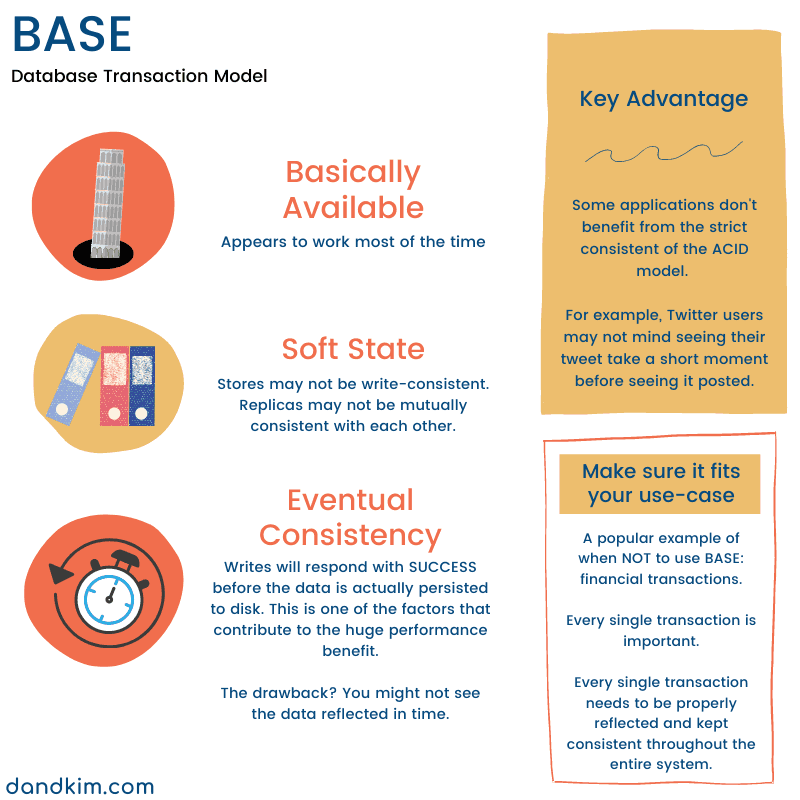 BASE
Database Transaction Model
Basically
Available
Appears to work most of the time
Soft State
Stores may not be write-consistent.
Replicas may not be mutually
consistent with each other.
Eventual
Consistency
Writes will respond with SUCCESS
before the data is actually persisted
to disk. This is one of the factors that
contribute to the huge performance
benefit.
The drawback? You might not see
the data reflected in time.
Key Advantage
Some applications don't
benefit from the strict
consistent of the ACID
model.
For example, Twitter users
may not mind seeing their
tweet take a short moment
before seeing it posted.
Make sure it fits
your use-case
A popular example of
when NOT to use BASE:
financial transactions.
Every single transaction is
important.
Every single transaction
needs to be properly
reflected and kept
consistent throughout the
entire system.
dandkim.com